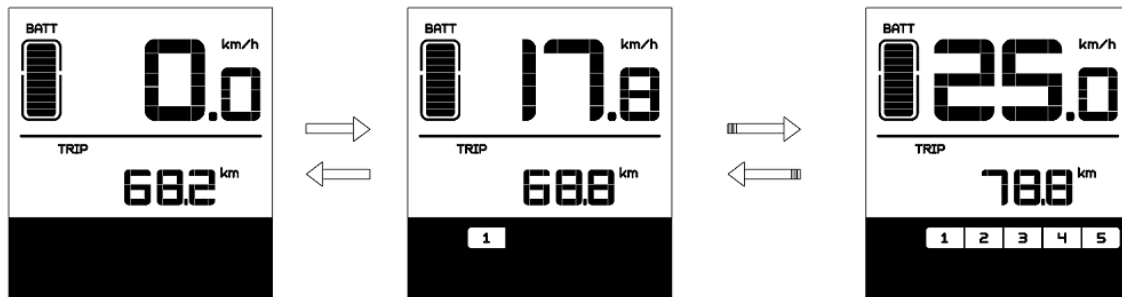 BATT
km/h
0.0
TRIP
68.2 km
BATT
km/h
17.8
TRIP
68.8 km
1
BATT
km/h
25.0
TRIP
78.8 km
1 2 3 4 5